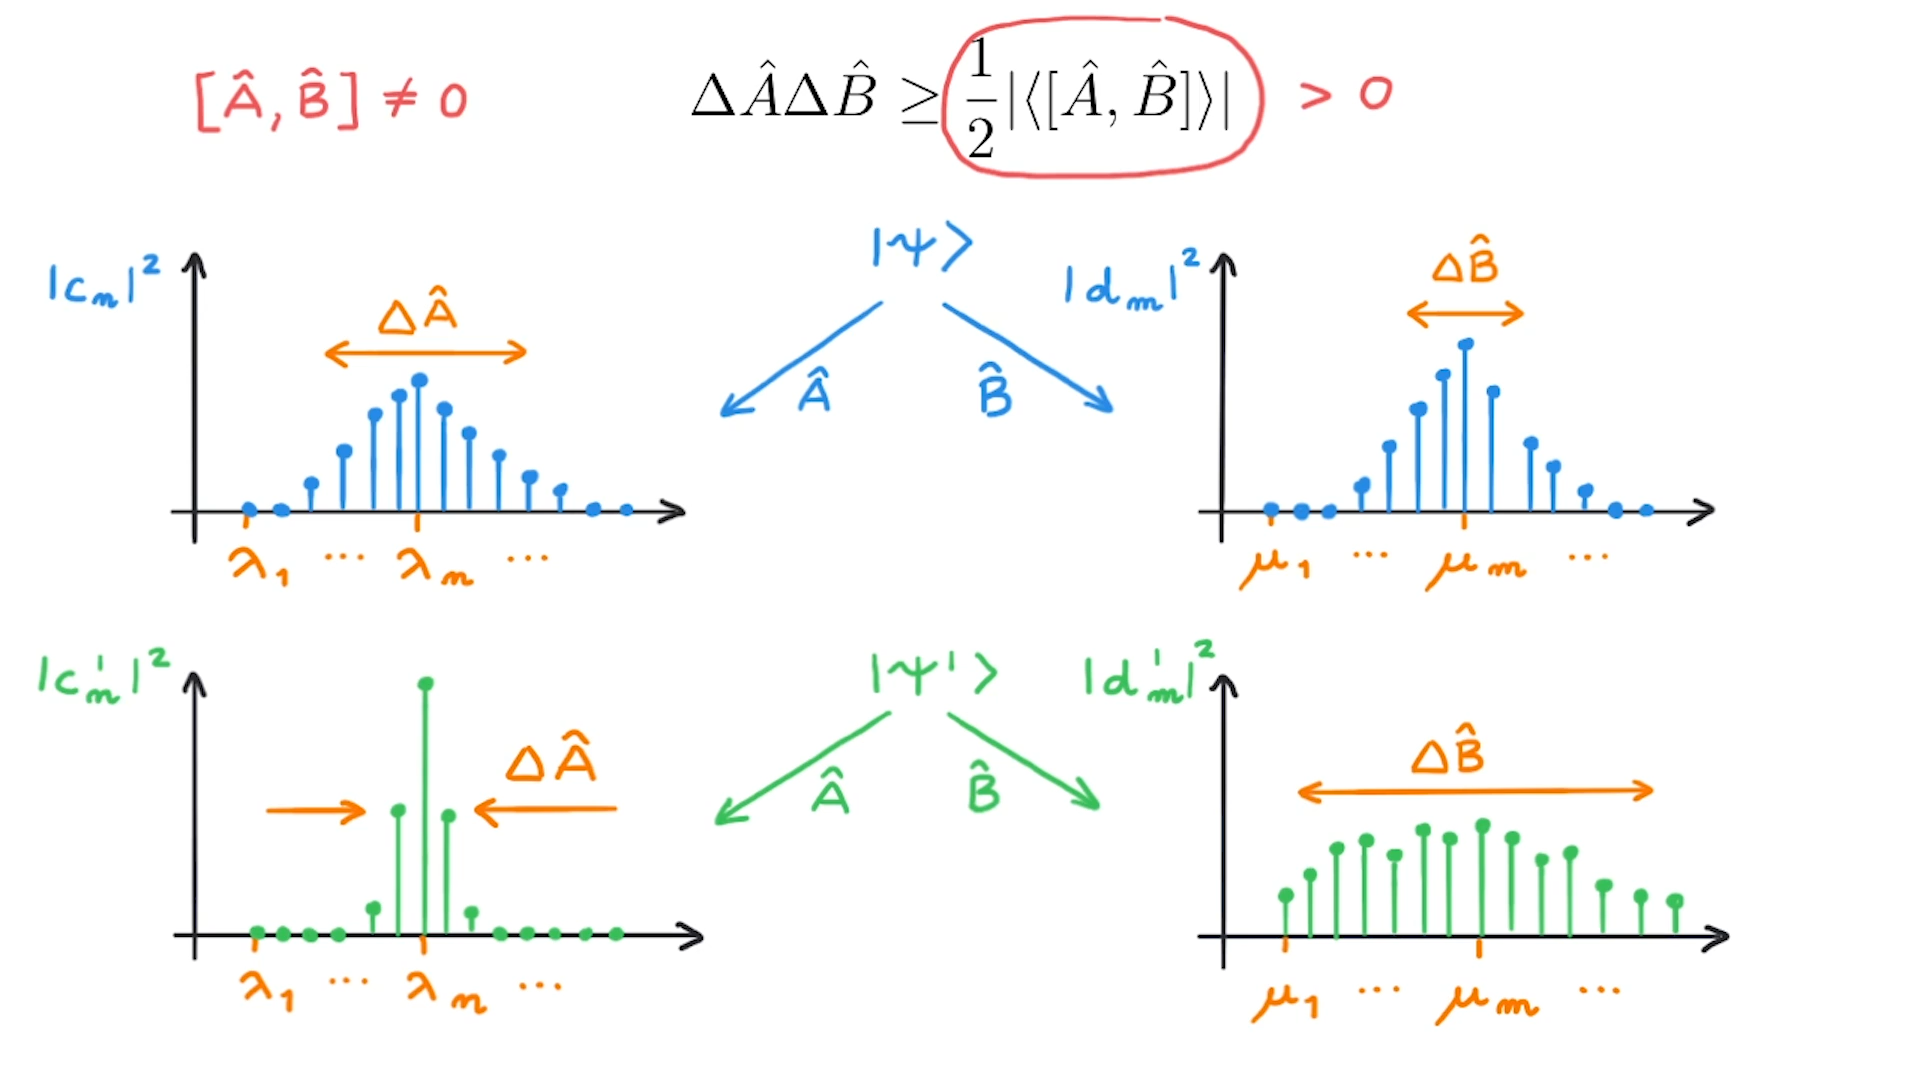 [Â, B̂] ≠ 0
ΔÂΔB̂ ≥ 1/2 |⟨[Â, B̂]⟩| > 0
|ψ⟩
Â
B̂
|cₙ|²
ΔÂ
λ₁ ... λₙ ...
|dₘ|²
ΔB̂
μ₁ ... μₘ ...
|ψ'⟩
Â
B̂
|c'ₙ|²
ΔÂ
λ₁ ... λₙ ...
|d'ₘ|²
ΔB̂
μ₁ ... μₘ ...